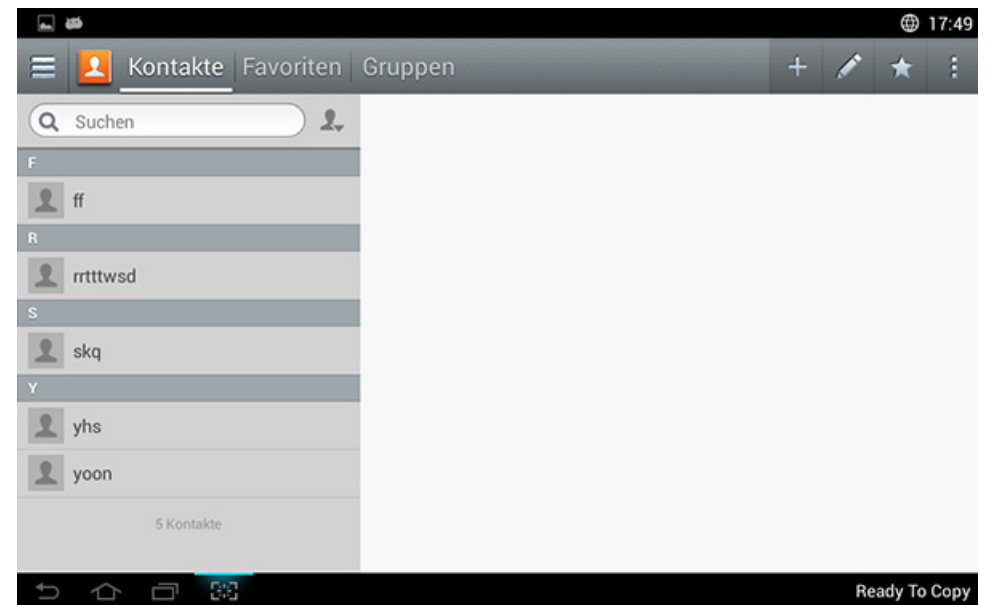 17:49
Kontakte Favoriten Gruppen
Suchen
F
ff
R
rrtttwsd
S
skq
Y
yhs
yoon
5 Kontakte
Ready To Copy